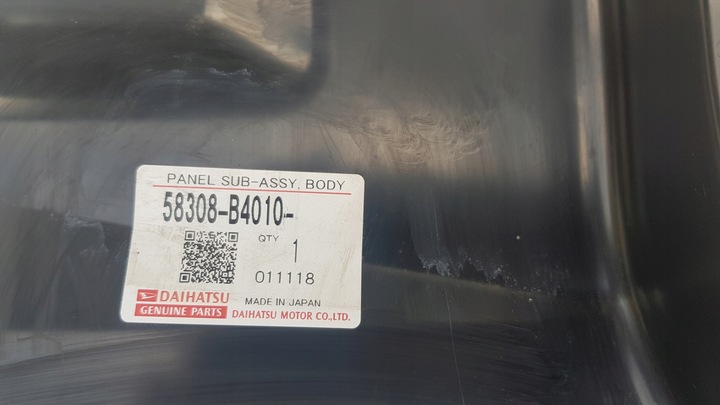 PANEL SUB-ASSY, BODY
58308-B4010-
QTY 1
011118
DAIHATSU MADE IN JAPAN
GENUINE PARTS DAIHATSU MOTOR CO.,LTD.